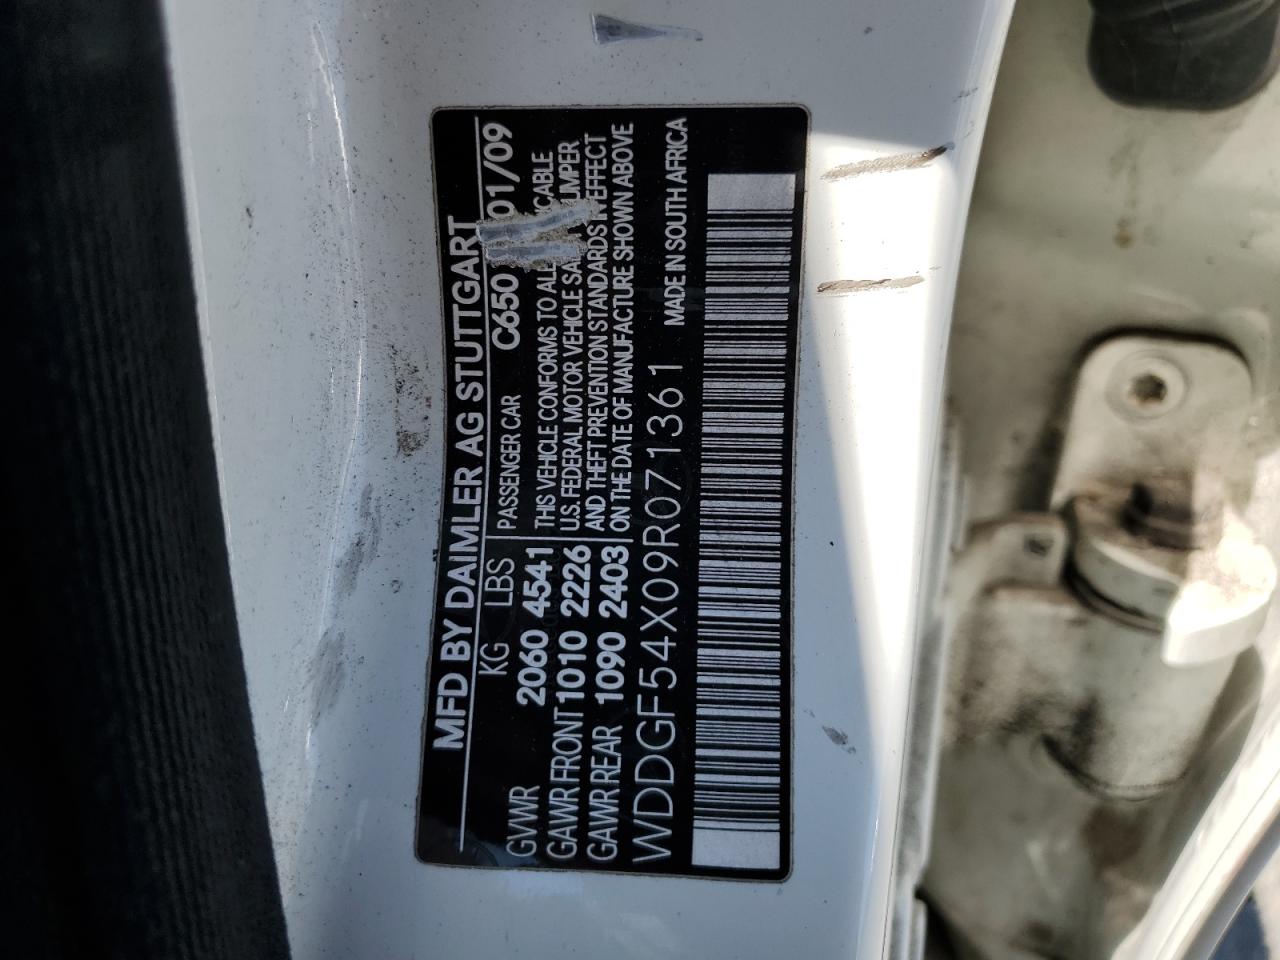 MFD BY DAIMLER AG STUTTGART
KG LBS PASSENGER CAR C650 01/09
GVWR 2060 4541 THIS VEHICLE CONFORMS TO ALL
GAWR FRONT 1010 2226 U.S. FEDERAL MOTOR VEHICLE
GAWR REAR 1090 2403 AND THEFT PREVENTION STANDARDS IN EFFECT
ON THE DATE OF MANUFACTURE SHOWN ABOVE
WDDGF54X09R071361 MADE IN SOUTH AFRICA